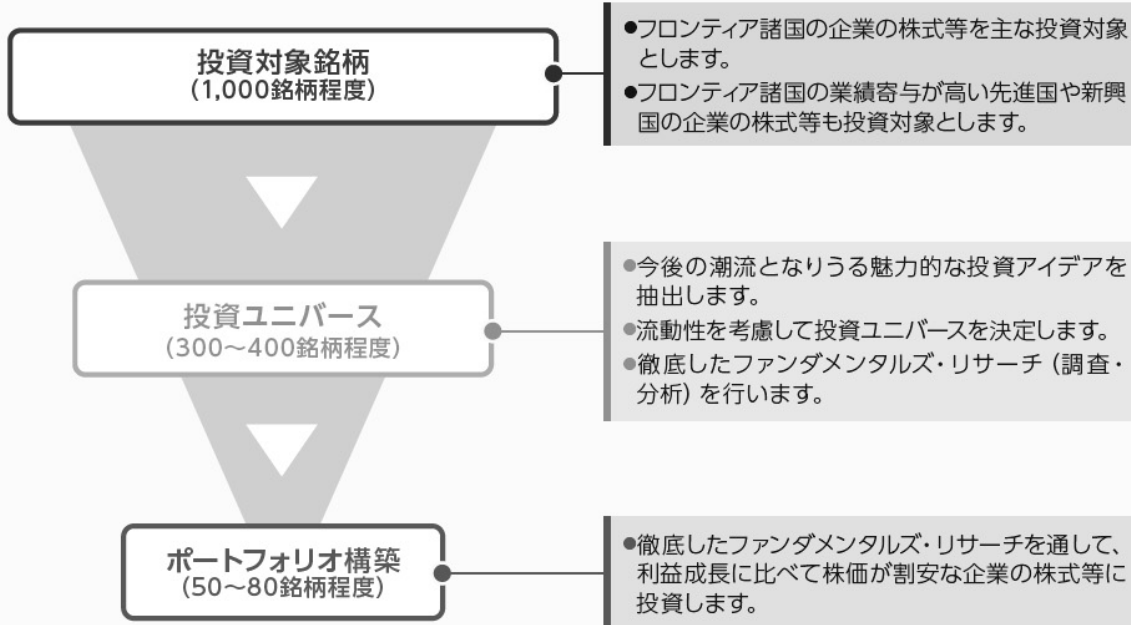 投資対象銘柄
(1,000銘柄程度)
●フロンティア諸国の企業の株式等を主な投資対象
とします。
●フロンティア諸国の業績寄与が高い先進国や新興
国の企業の株式等も投資対象とします。
投資ユニバース
(300～400銘柄程度)
●今後の潮流となりうる魅力的な投資アイデアを
抽出します。
●流動性を考慮して投資ユニバースを決定します。
●徹底したファンダメンタルズ・リサーチ（調査・
分析）を行います。
ポートフォリオ構築
(50～80銘柄程度)
●徹底したファンダメンタルズ・リサーチを通して、
利益成長に比べて株価が割安な企業の株式等に
投資します。